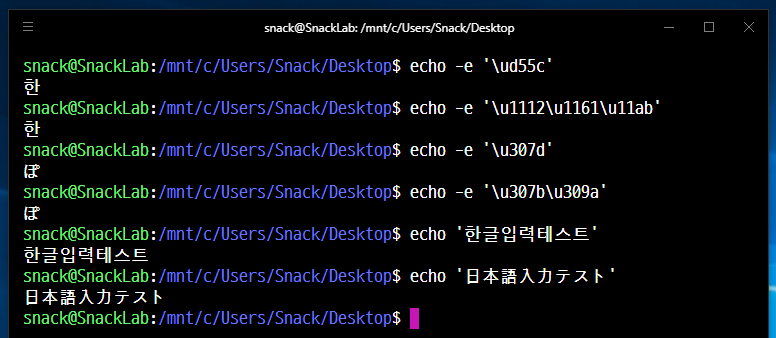 snack@SnackLab: /mnt/c/Users/Snack/Desktop
snack@SnackLab:/mnt/c/Users/Snack/Desktop$ echo -e '\ud55c'
한
snack@SnackLab:/mnt/c/Users/Snack/Desktop$ echo -e '\u1112\u1161\u11ab'
한
snack@SnackLab:/mnt/c/Users/Snack/Desktop$ echo -e '\u307d'
ぽ
snack@SnackLab:/mnt/c/Users/Snack/Desktop$ echo -e '\u307b\u309a'
ぽ
snack@SnackLab:/mnt/c/Users/Snack/Desktop$ echo '한글입력테스트'
한글입력테스트
snack@SnackLab:/mnt/c/Users/Snack/Desktop$ echo '日本語入力テスト'
日本語入力テスト
snack@SnackLab:/mnt/c/Users/Snack/Desktop$